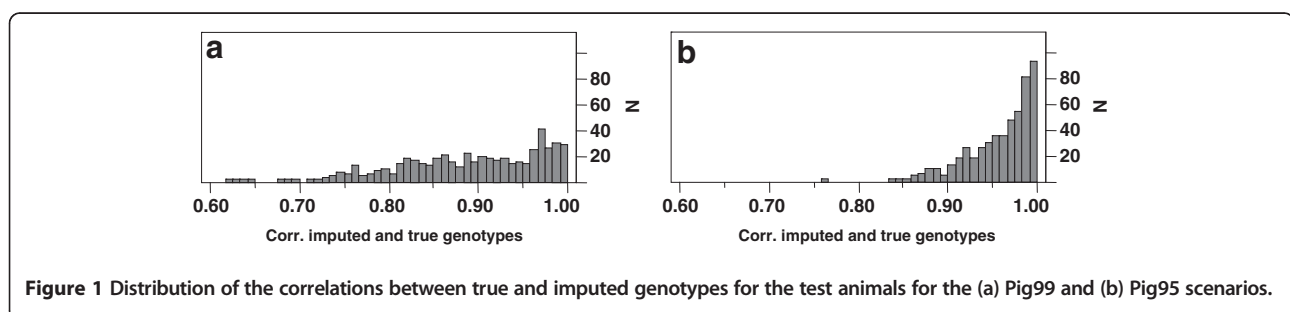 a
80
60
40
20
N
0.60 0.70 0.80 0.90 1.00
Corr. imputed and true genotypes
b
80
60
40
20
N
0.60 0.70 0.80 0.90 1.00
Corr. imputed and true genotypes
Figure 1 Distribution of the correlations between true and imputed genotypes for the test animals for the (a) Pig99 and (b) Pig95 scenarios.